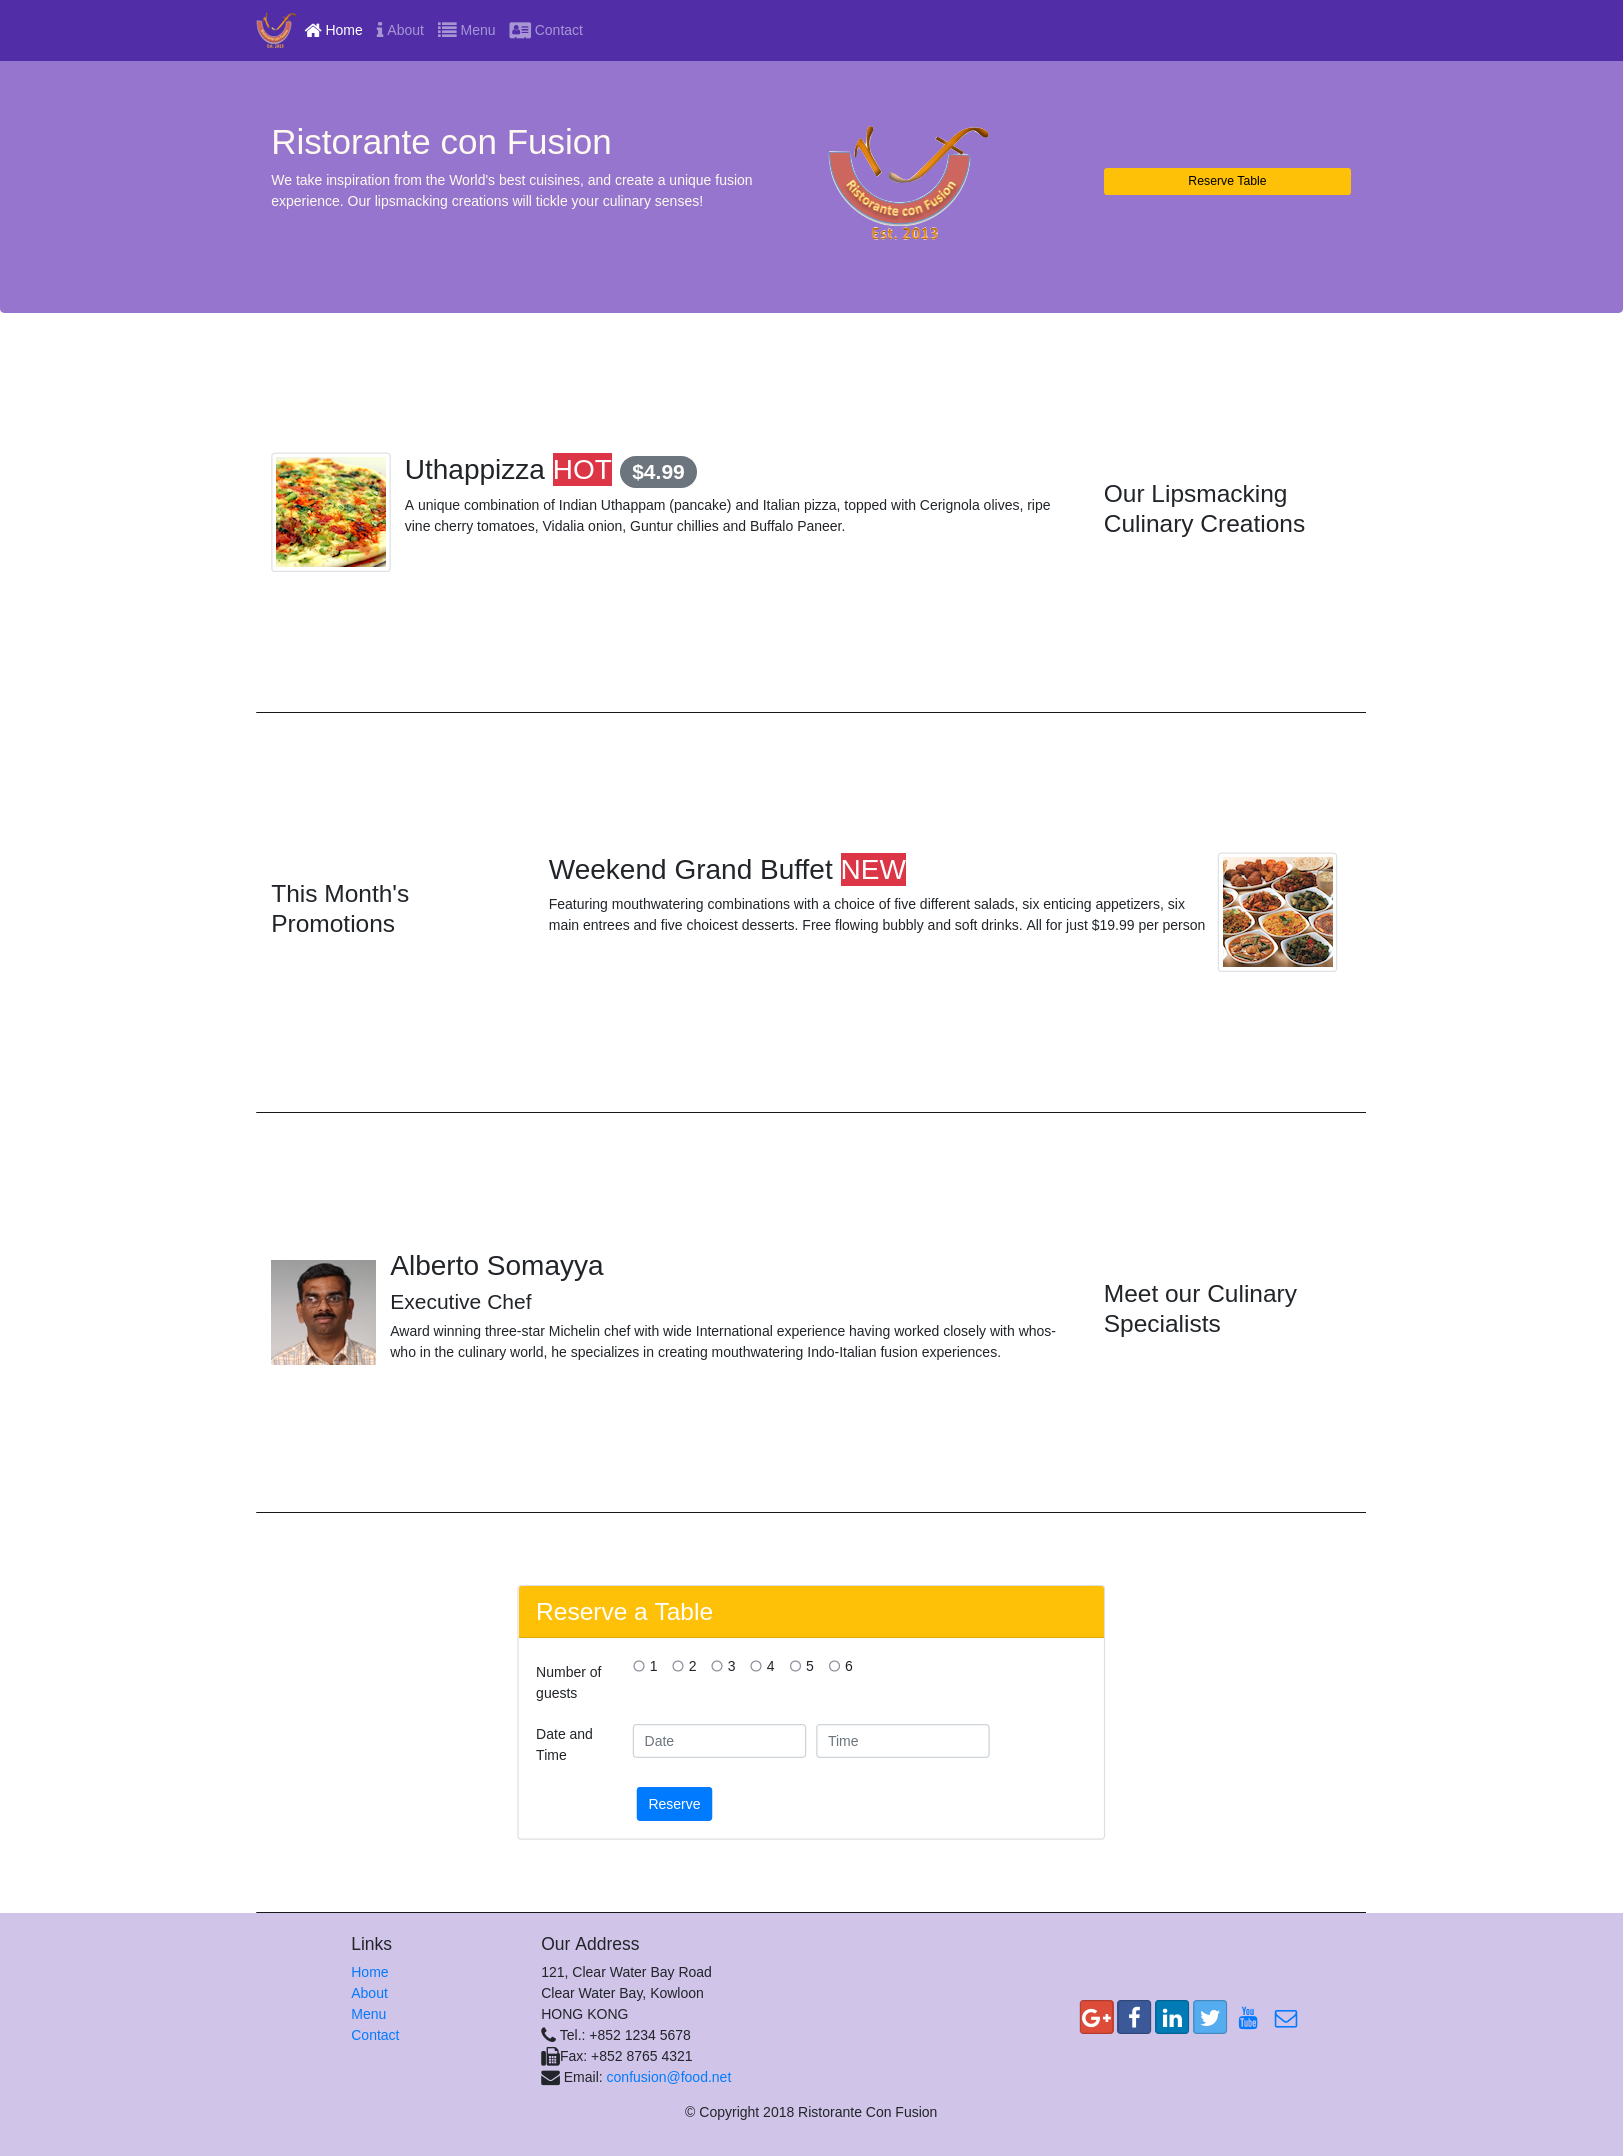 Home
About
Menu
Contact
Ristorante con Fusion
We take inspiration from the World's best cuisines, and create a unique fusion
experience. Our lipsmacking creations will tickle your culinary senses!
Ristorante con Fusion
Est. 2013
Reserve Table
Uthappizza HOT $4.99
A unique combination of Indian Uthappam (pancake) and Italian pizza, topped with Cerignola olives, ripe
vine cherry tomatoes, Vidalia onion, Guntur chillies and Buffalo Paneer.
Our Lipsmacking
Culinary Creations
This Month's
Promotions
Weekend Grand Buffet NEW
Featuring mouthwatering combinations with a choice of five different salads, six enticing appetizers, six
main entrees and five choicest desserts. Free flowing bubbly and soft drinks. All for just $19.99 per person
Alberto Somayya
Executive Chef
Award winning three-star Michelin chef with wide International experience having worked closely with whos-
who in the culinary world, he specializes in creating mouthwatering Indo-Italian fusion experiences.
Meet our Culinary
Specialists
Reserve a Table
Number of
guests
1 2 3 4 5 6
Date and
Time
Date
Time
Reserve
Links
Home
About
Menu
Contact
Our Address
121, Clear Water Bay Road
Clear Water Bay, Kowloon
HONG KONG
Tel.: +852 1234 5678
Fax: +852 8765 4321
Email: confusion@food.net
G+ f in You Tube
© Copyright 2018 Ristorante Con Fusion